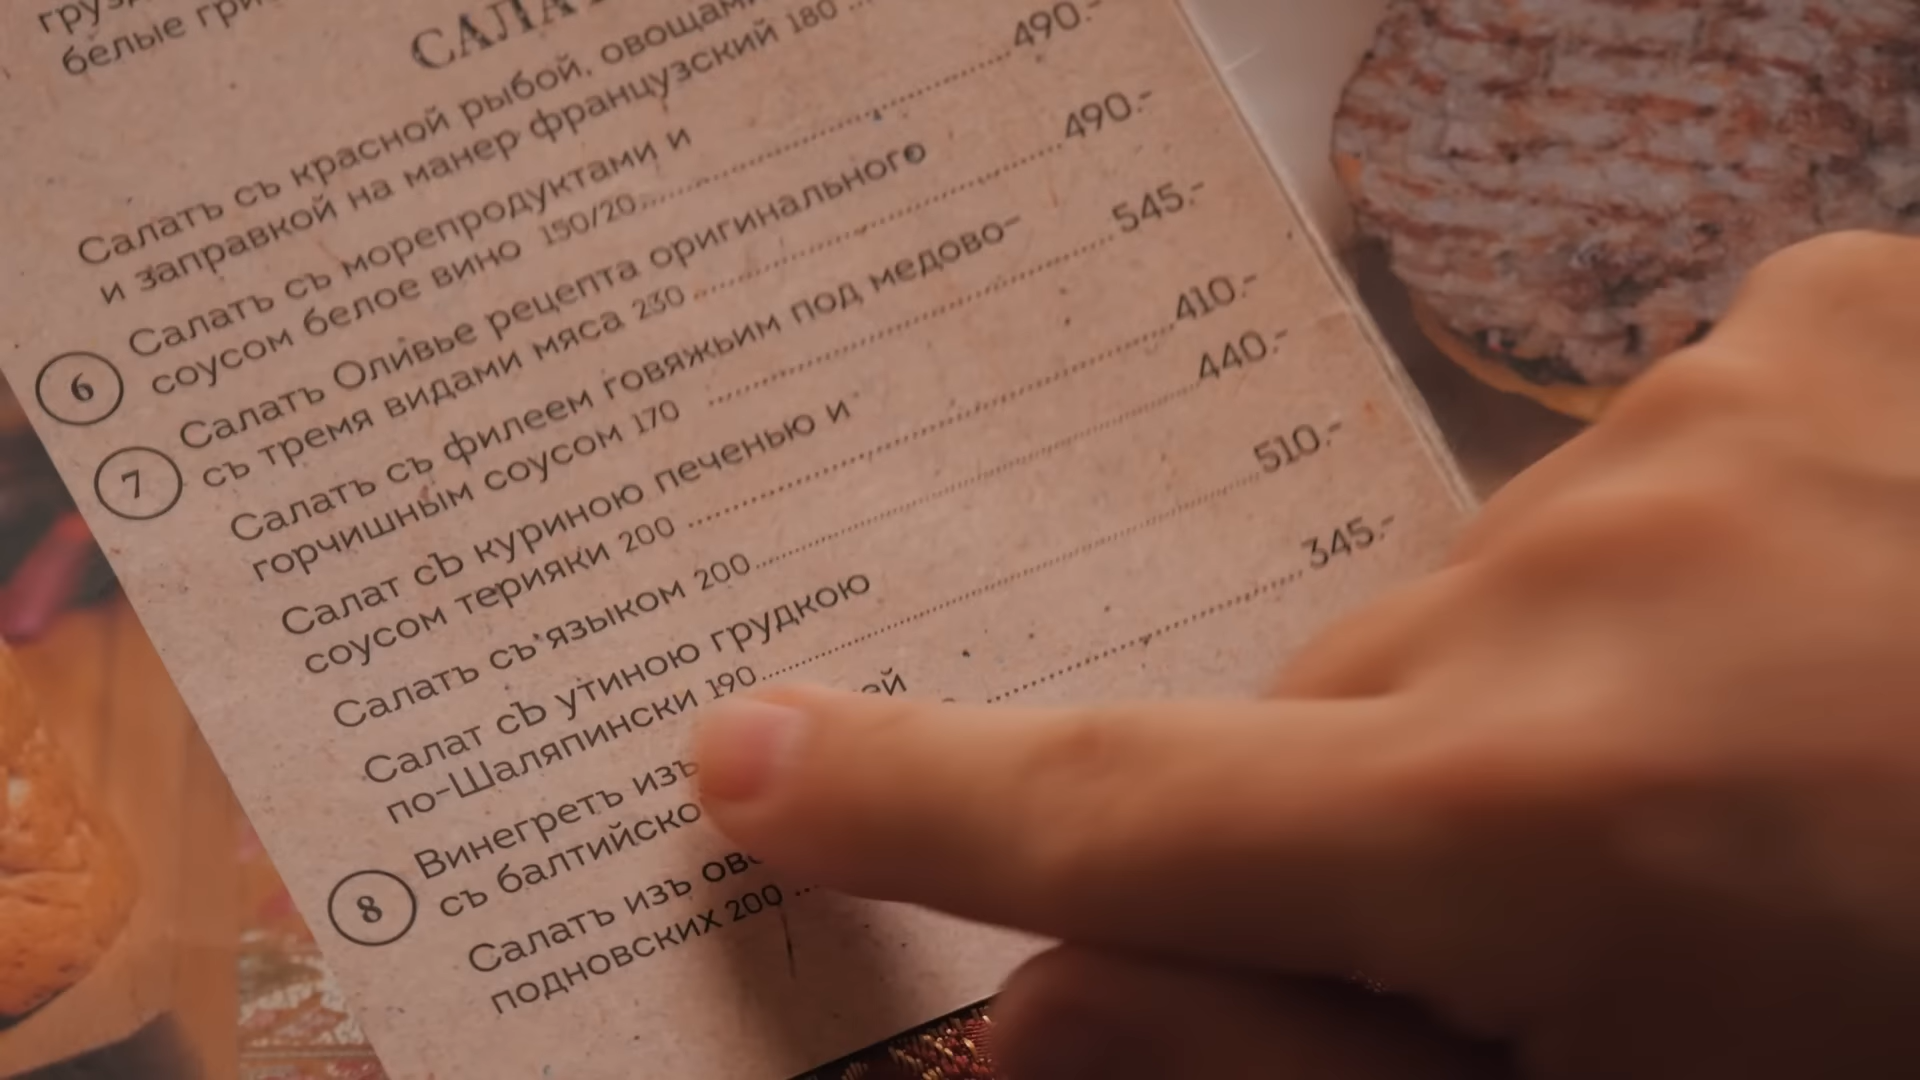 белые
САЛА
Салатъ съ красной рыбой, овощами
и заправкой на манер французский 180 ...
490.-
Салатъ съ морепродуктами и
6 соусом белое вино 150/20 490.-
Салатъ Оливье рецепта оригинального
7 съ тремя видами мяса 230 545.-
Салатъ съ филеем говяжьим под медово-
горчишным соусом 170 410.-
Салат съ куриною печенью и
соусом терияки 200 440.-
Салатъ съ языком 200 510.-
Салат съ утиною грудкою
по-Шаляпински 190 345.-
Винегретъ изъ ей
8 съ балтийско
Салатъ изъ ово
подновских 200 ...